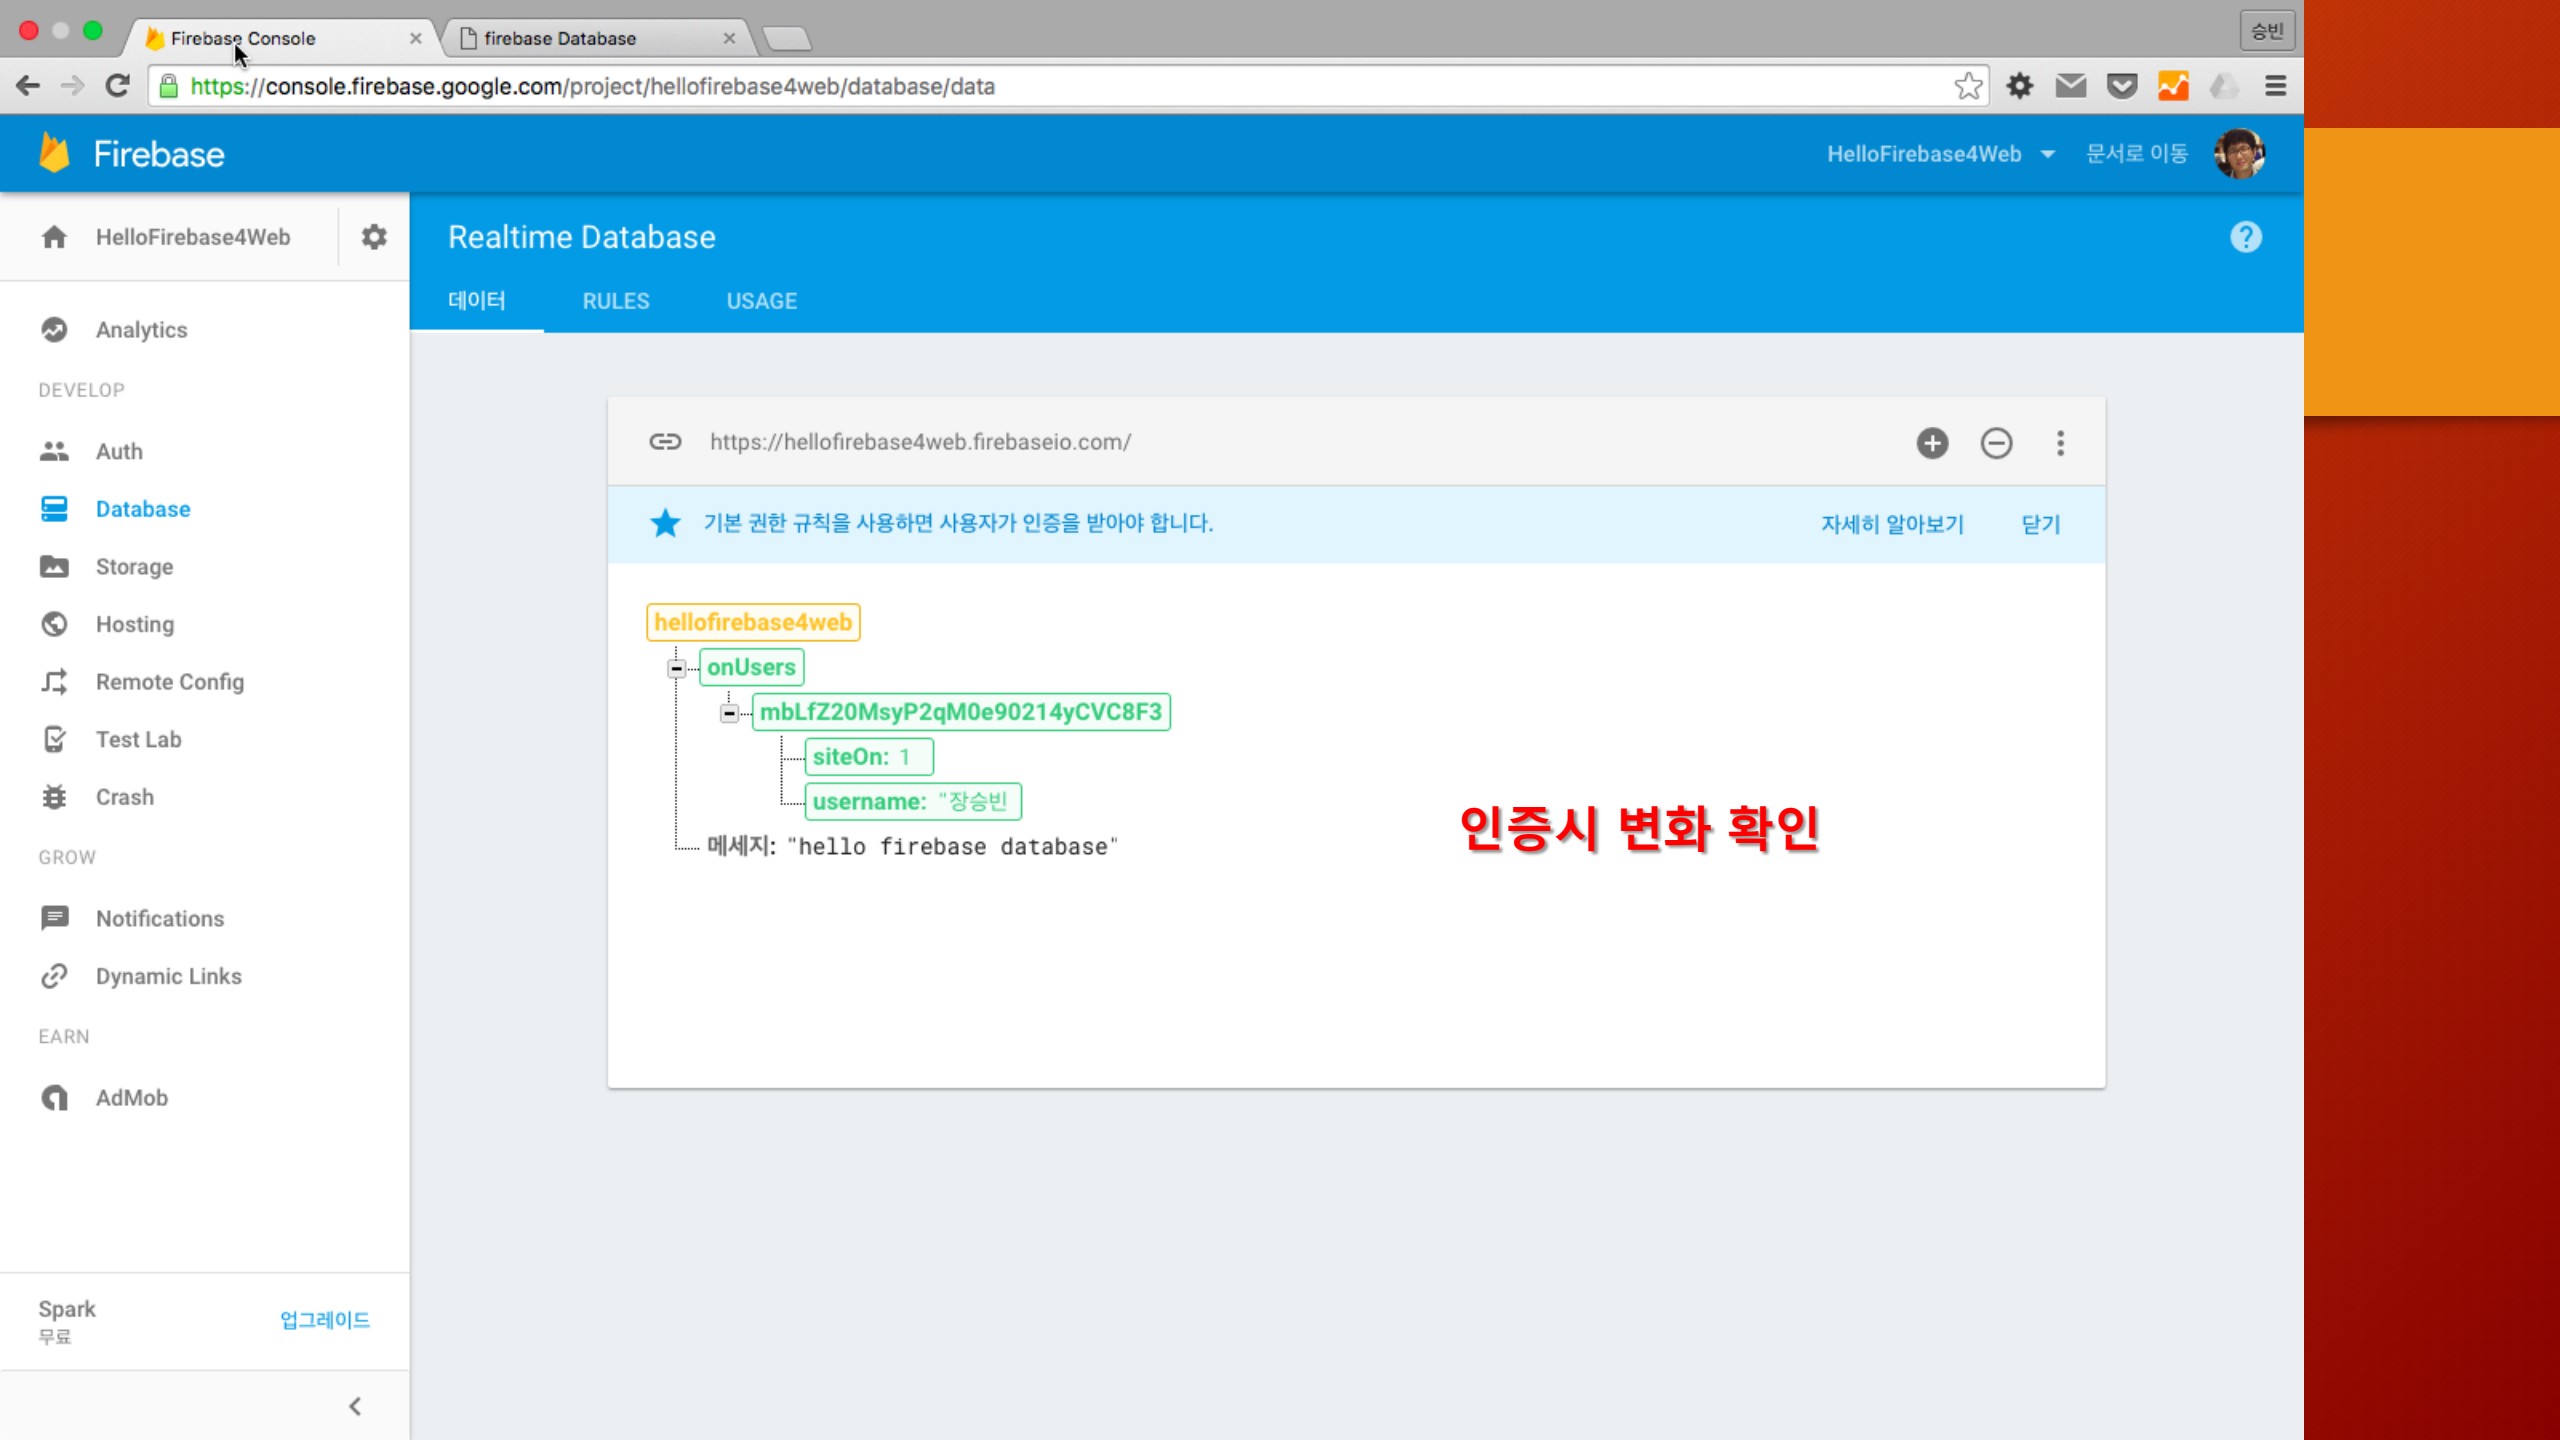 Firebase Console
firebase Database
승빈
https://console.firebase.google.com/project/hellofirebase4web/database/data
Firebase
HelloFirebase4Web
문서로 이동
HelloFirebase4Web
Realtime Database
데이터
RULES
USAGE
Analytics
DEVELOP
Auth
Database
Storage
Hosting
Remote Config
Test Lab
Crash
GROW
Notifications
Dynamic Links
EARN
AdMob
Spark
무료
업그레이드
https://hellofirebase4web.firebaseio.com/
기본 권한 규칙을 사용하면 사용자가 인증을 받아야 합니다.
자세히 알아보기
닫기
hellofirebase4web
onUsers
mbLfZ20MsyP2qM0e90214yCVC8F3
siteOn: 1
username: "장승빈
메세지: "hello firebase database"
인증시 변화 확인